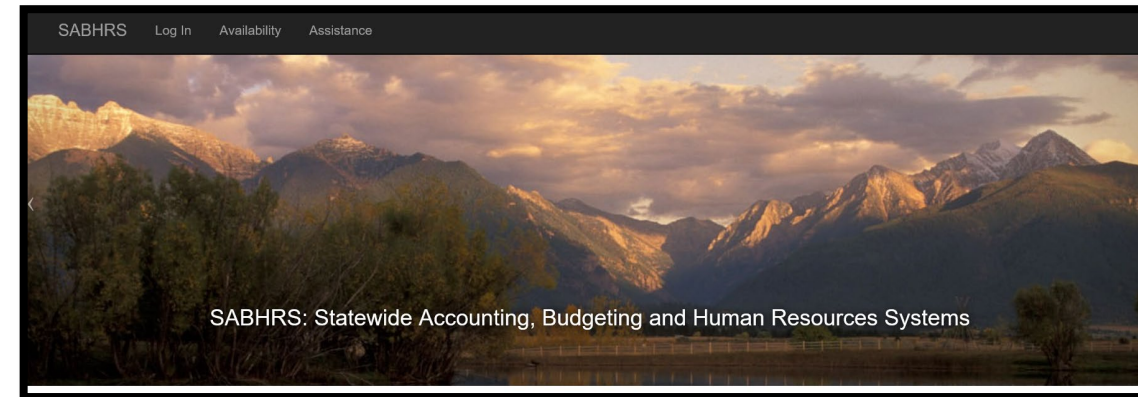 SABHRS Log In Availability Assistance
SABHRS: Statewide Accounting, Budgeting and Human Resources Systems